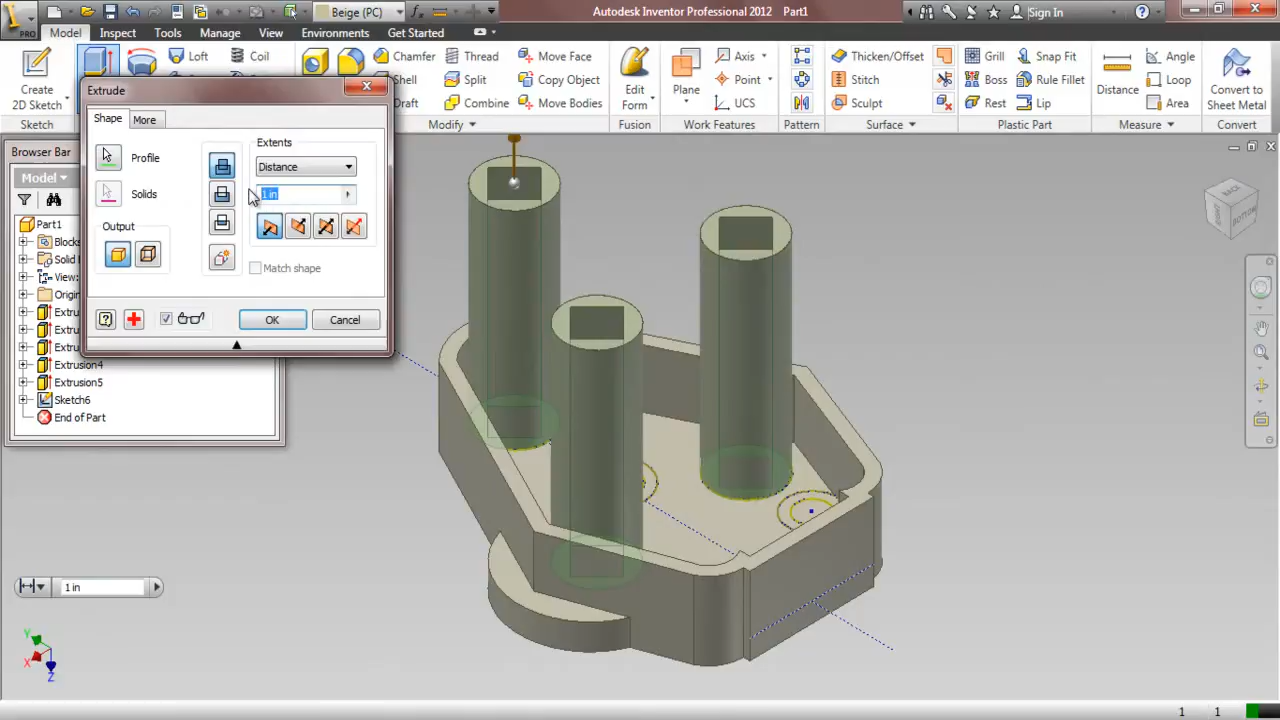 PRO
Beige (PC)
Autodesk Inventor Professional 2012 Part1
Sign In
Model Inspect Tools Manage View Environments Get Started
Create
2D Sketch
Sketch
Loft
Coil
Chamfer
Shell
Draft
Thread
Split
Combine
Move Face
Copy Object
Move Bodies
Modify
Edit
Form
Fusion
Plane
Axis
Point
UCS
Work Features
Pattern
Thicken/Offset
Stitch
Sculpt
Surface
Grill
Boss
Rest
Snap Fit
Rule Fillet
Lip
Plastic Part
Distance
Angle
Loop
Area
Measure
Convert to
Sheet Metal
Convert
Extrude
Shape More
Profile
Solids
Output
Extents
Distance
1 in
Match shape
OK Cancel
Browser Bar
Model
Part1
Extrusion4
Extrusion5
Sketch6
End of Part
BACK
BOTTOM
1 in
Y
X
Z
1 1